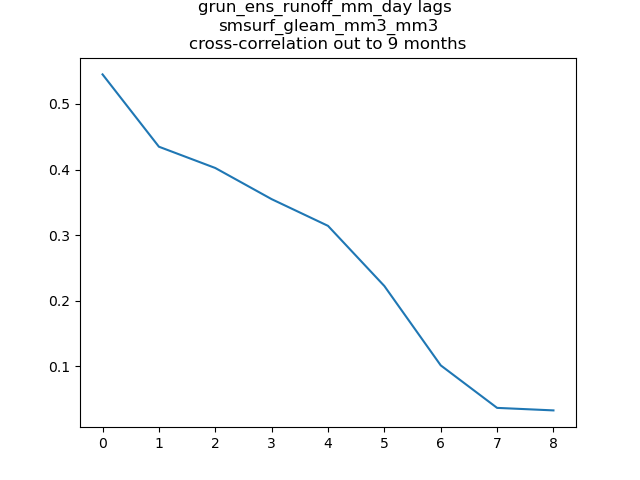 grun_ens_runoff_mm_day lags
smsurf_gleam_mm3_mm3
cross-correlation out to 9 months
0.5
0.4
0.3
0.2
0.1
0 1 2 3 4 5 6 7 8